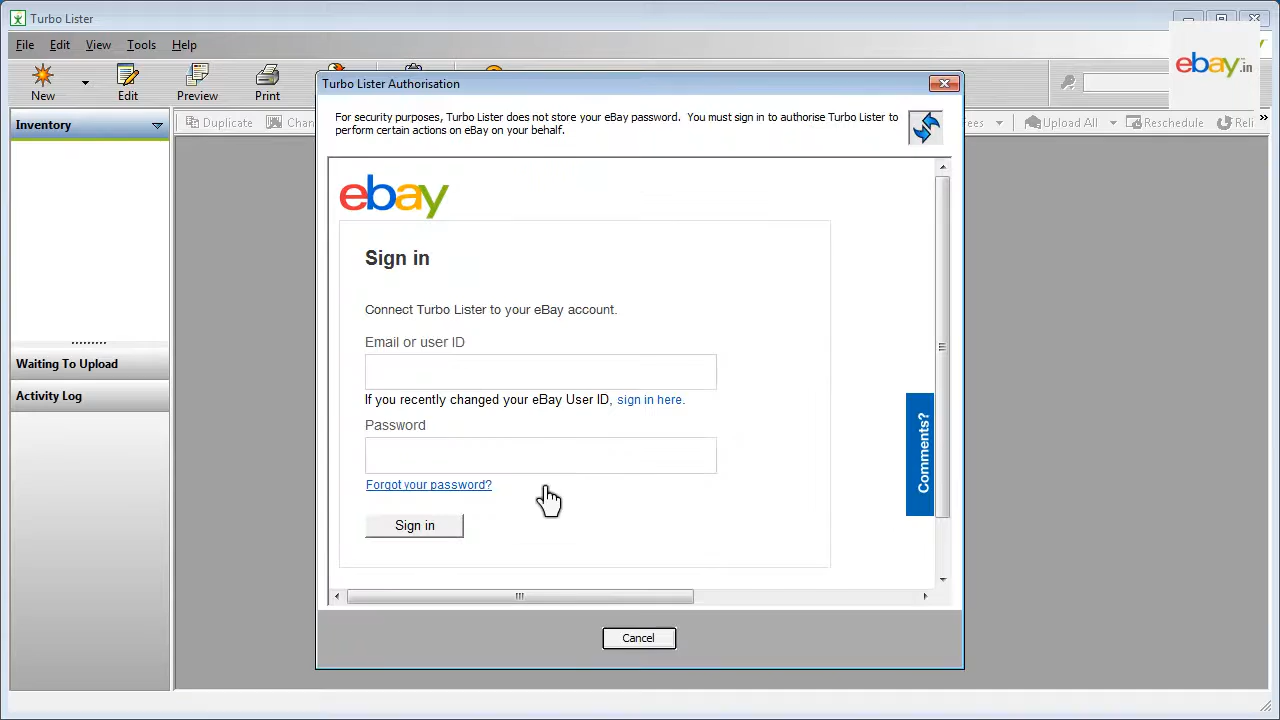 Turbo Lister
File Edit View Tools Help
ebay.in
New Edit Preview Print
Turbo Lister Authorisation
Inventory
Duplicate
Upload All Reschedule
For security purposes, Turbo Lister does not store your eBay password. You must sign in to authorise Turbo Lister to
perform certain actions on eBay on your behalf.
ebay
Sign in
Connect Turbo Lister to your eBay account.
Email or user ID
If you recently changed your eBay User ID, sign in here.
Password
Forgot your password?
Sign in
Comments?
Waiting To Upload
Activity Log
Cancel